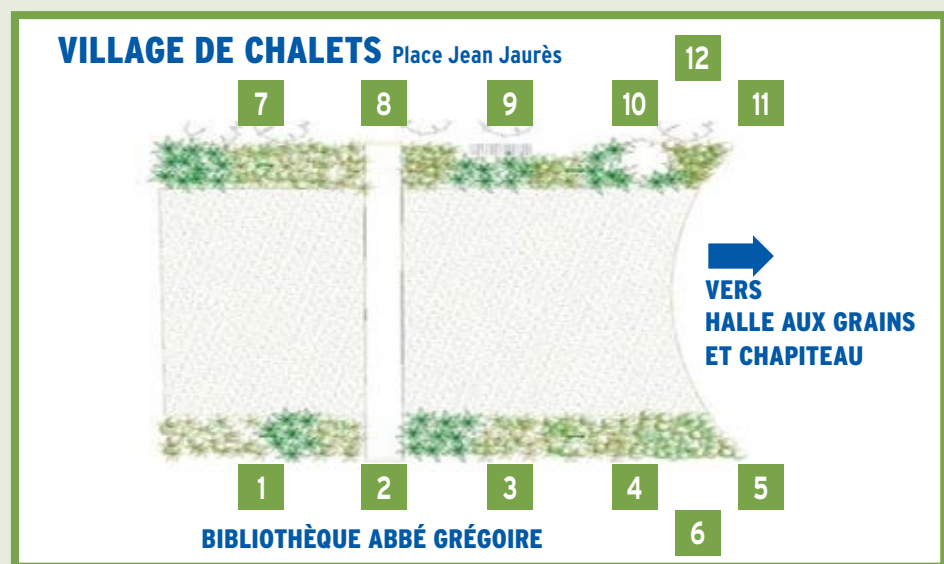 VILLAGE DE CHALETS Place Jean Jaurès
12
7 8 9 10 11
VERS
HALLE AUX GRAINS
ET CHAPITEAU
1 2 3 4 5
6
BIBLIOTHÈQUE ABBÉ GRÉGOIRE